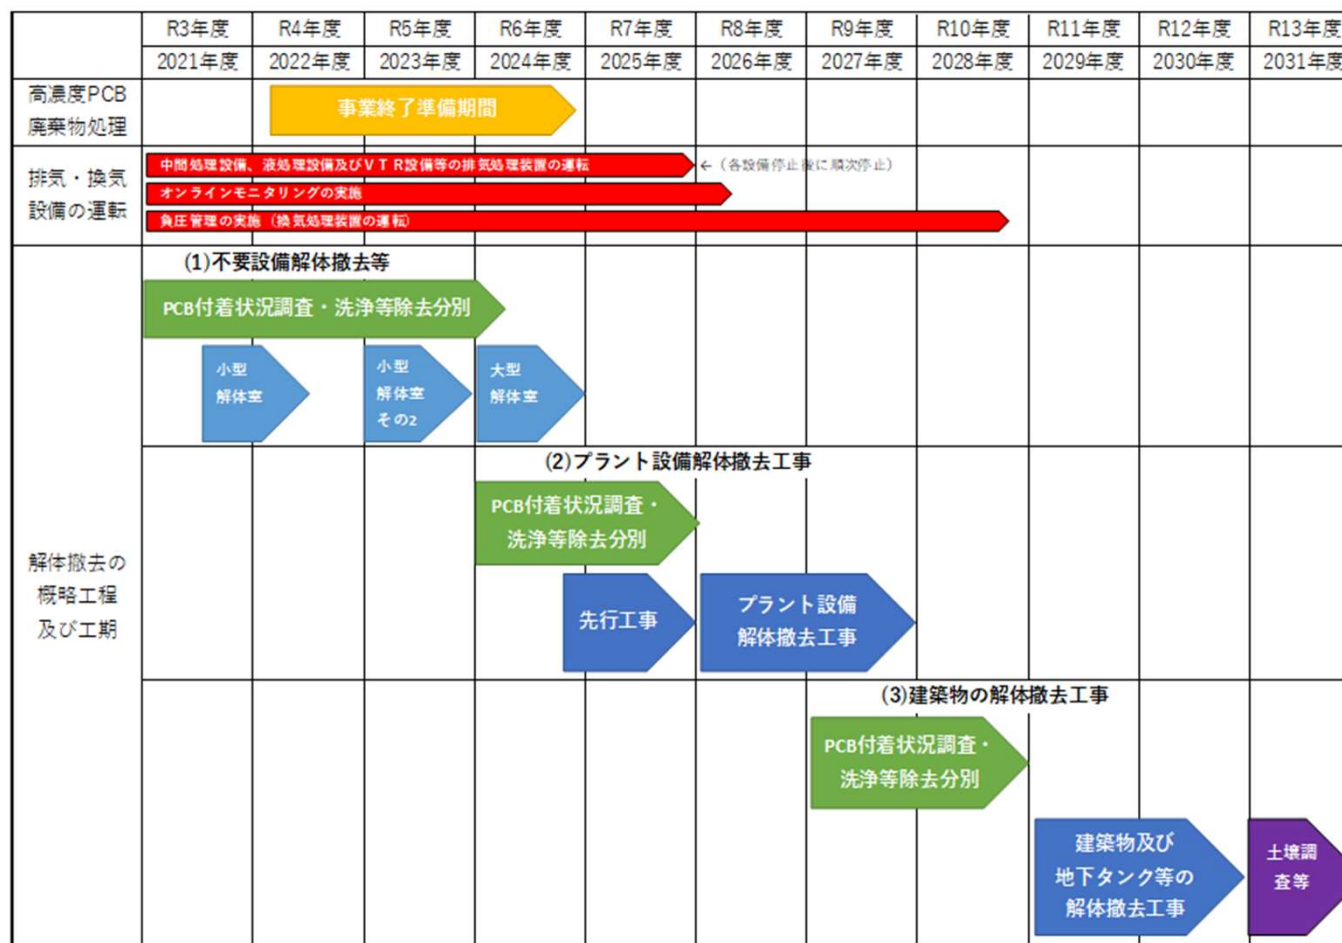 R3年度 R4年度 R5年度 R6年度 R7年度 R8年度 R9年度 R10年度 R11年度 R12年度 R13年度
2021年度 2022年度 2023年度 2024年度 2025年度 2026年度 2027年度 2028年度 2029年度 2030年度 2031年度
高濃度PCB
廃棄物処理
事業終了準備期間
排気・換気
設備の運転
中間処理設備、液処理設備及びＶＴＲ設備等の排気処理装置の運転
←（各設備停止後に順次停止）
オンラインモニタリングの実施
負圧管理の実施（換気処理装置の運転）
解体撤去の
概略工程
及び工期
(1)不要設備解体撤去等
PCB付着状況調査・洗浄等除去分別
小型
解体室
小型
解体室
その2
大型
解体室
(2)プラント設備解体撤去工事
PCB付着状況調査・
洗浄等除去分別
先行工事
プラント設備
解体撤去工事
(3)建築物の解体撤去工事
PCB付着状況調査・
洗浄等除去分別
建築物及び
地下タンク等の
解体撤去工事
土壌調
査等